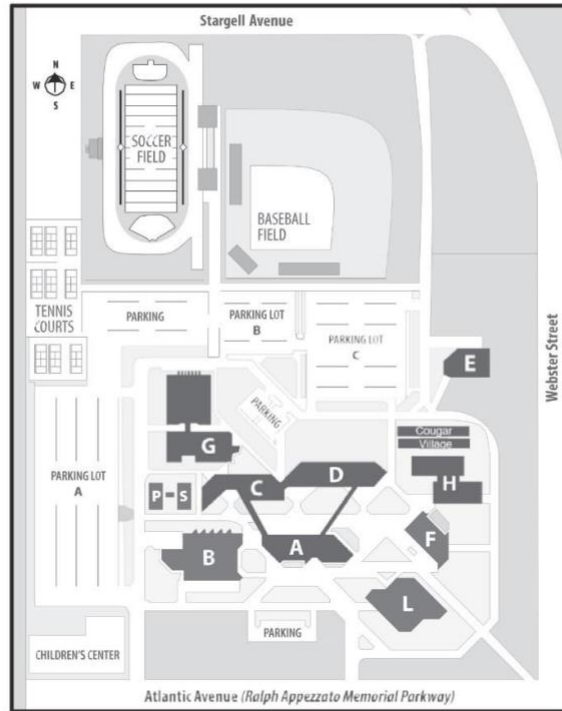 Stargell Avenue
N
W E
S
SOCCER
FIELD
BASEBALL
FIELD
TENNIS
COURTS
PARKING
PARKING LOT
B
PARKING LOT
C
E
Webster Street
PARKING
Cougar
Village
G
PARKING LOT
A
P S
C
D
H
B
A
F
L
PARKING
CHILDREN'S CENTER
Atlantic Avenue (Ralph Appezzato Memorial Parkway)